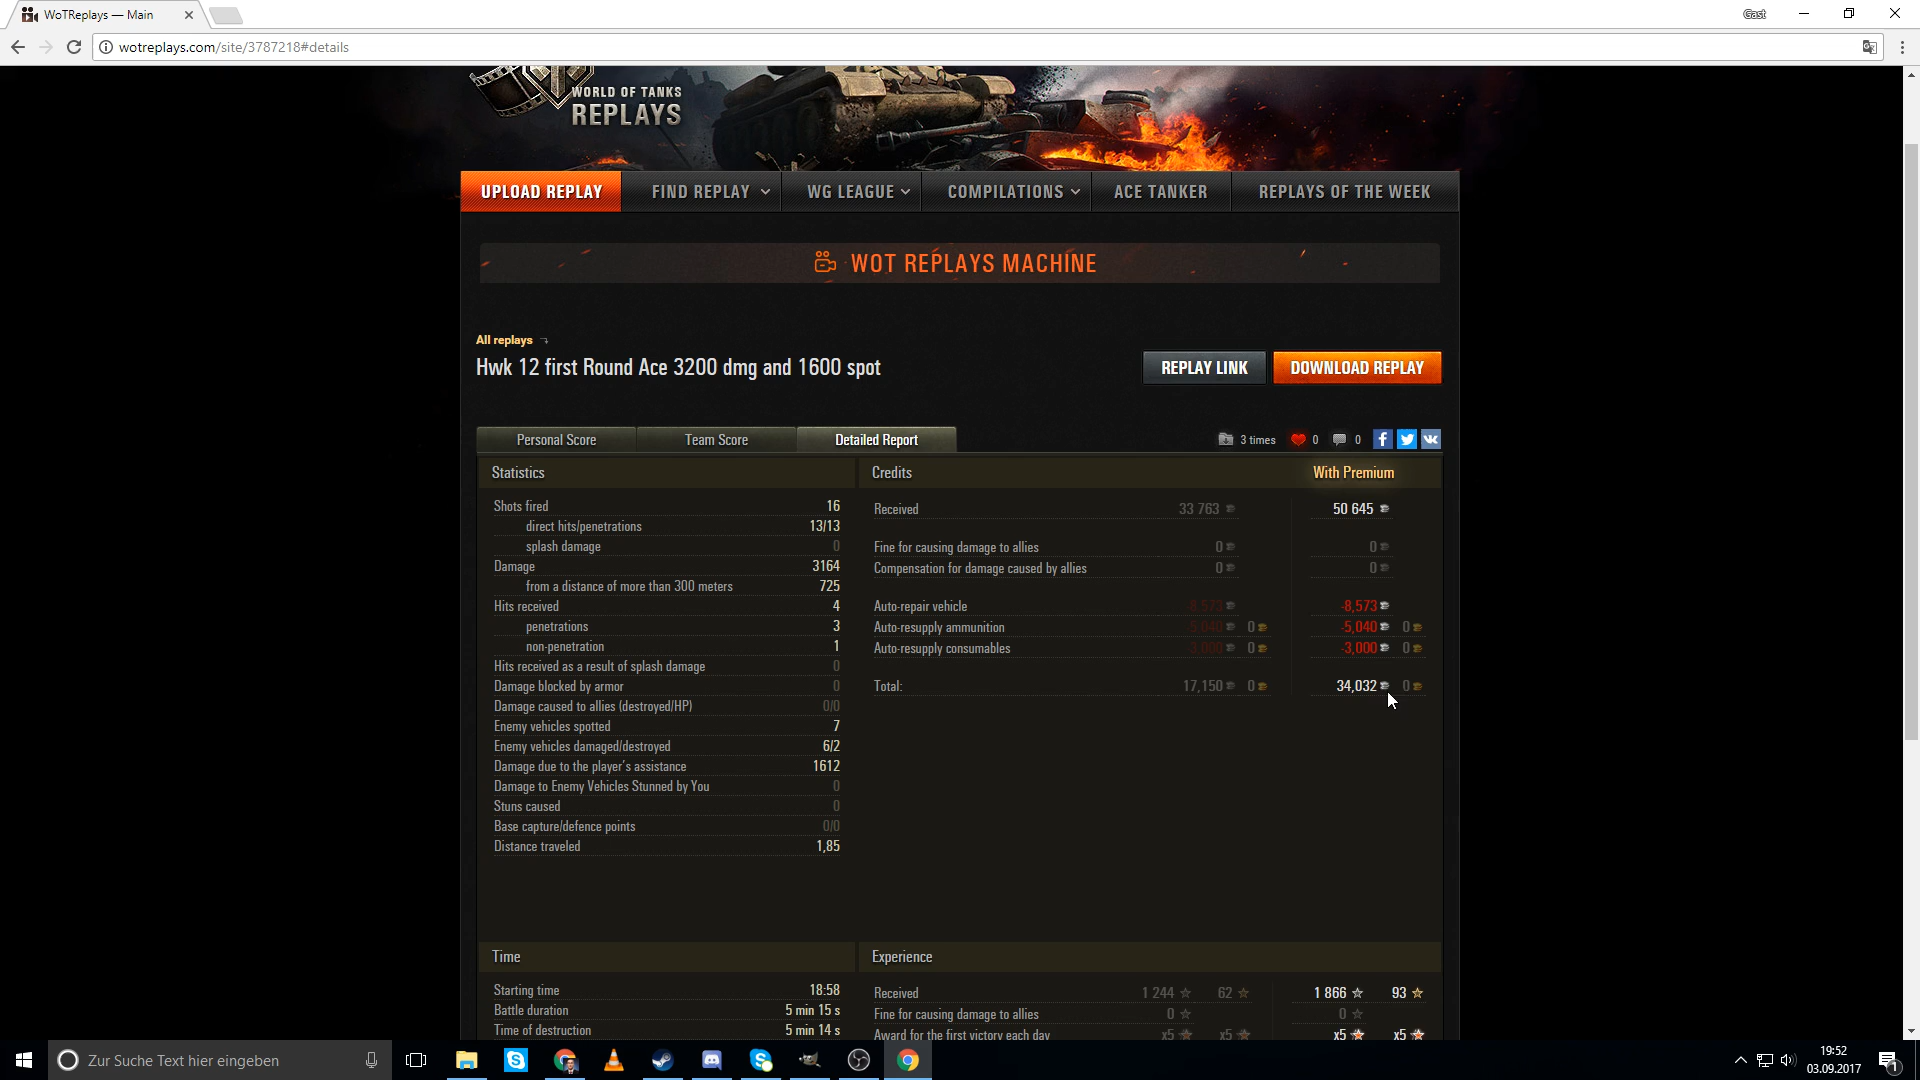 WoTReplays — Main
Gast
wotreplays.com/site/3787218#details
WORLD OF TANKS
REPLAYS
UPLOAD REPLAY FIND REPLAY WG LEAGUE COMPILATIONS ACE TANKER REPLAYS OF THE WEEK
WOT REPLAYS MACHINE
All replays
Hwk 12 first Round Ace 3200 dmg and 1600 spot
REPLAY LINK DOWNLOAD REPLAY
Personal Score Team Score Detailed Report 3 times 0 0
Statistics
Shots fired 16
direct hits/penetrations 13/13
splash damage 0
Damage 3164
from a distance of more than 300 meters 725
Hits received 4
penetrations 3
non-penetration 1
Hits received as a result of splash damage 0
Damage blocked by armor 0
Damage caused to allies (destroyed/HP) 0/0
Enemy vehicles spotted 7
Enemy vehicles damaged/destroyed 6/2
Damage due to the player's assistance 1612
Damage to Enemy Vehicles Stunned by You 0
Stuns caused 0
Base capture/defence points 0/0
Distance traveled 1,85
Credits With Premium
Received 33 763 50 645
Fine for causing damage to allies 0 0
Compensation for damage caused by allies 0 0
Auto-repair vehicle -8,573 -8,573
Auto-resupply ammunition -5,040 0 -5,040 0
Auto-resupply consumables -3,000 0 -3,000 0
Total: 17,150 0 34,032 0
Time
Starting time 18:58
Battle duration 5 min 15 s
Time of destruction 5 min 14 s
Experience
Received 1 244 62 1 866 93
Fine for causing damage to allies 0 0
Award for the first victory each day x5 x5 x5 x5
Zur Suche Text hier eingeben
19:52
03.09.2017
1